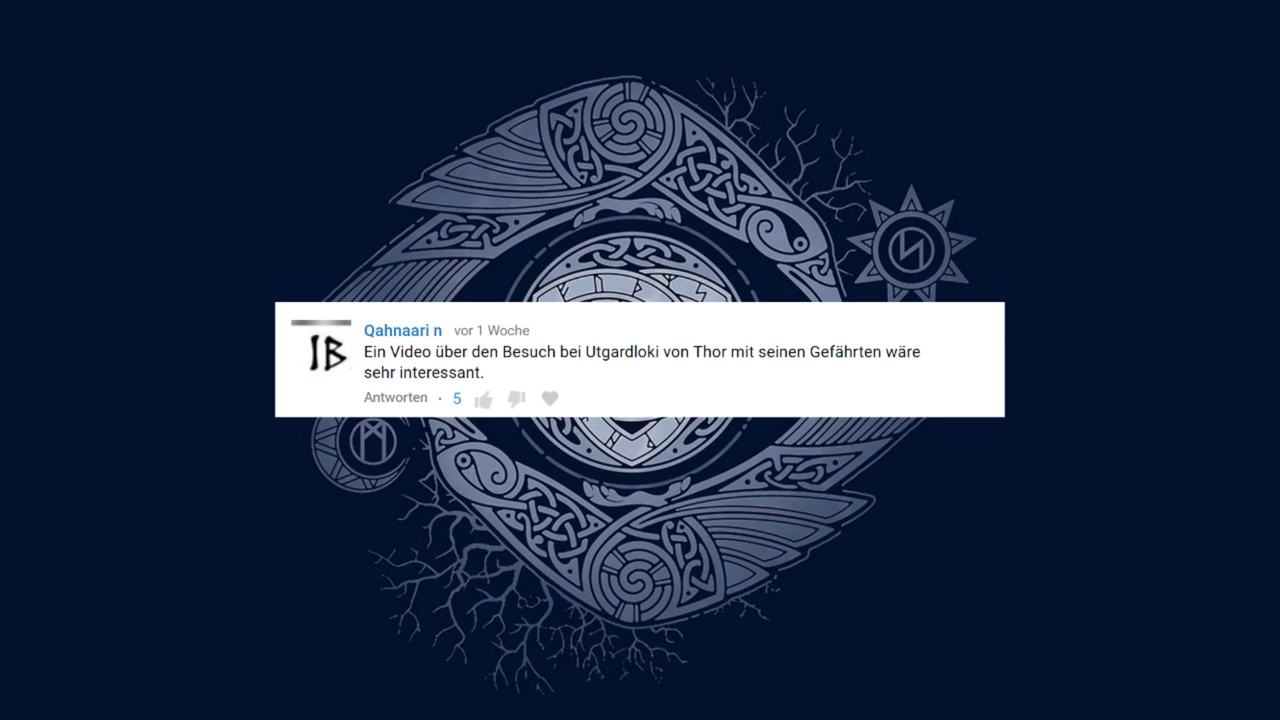 Qahnaari n vor 1 Woche
Ein Video über den Besuch bei Utgardloki von Thor mit seinen Gefährten wäre
sehr interessant.
Antworten · 5